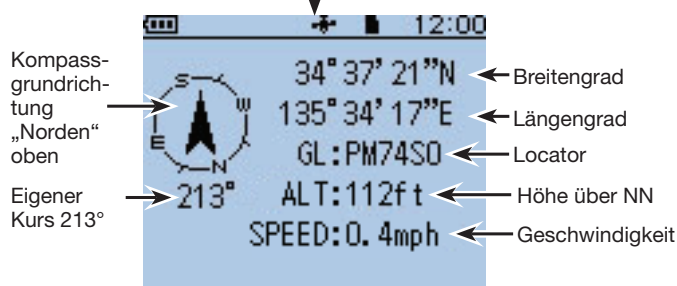 12:00
Kompass-
grundrich-
tung
„Norden“
oben
S
W
E
N
34°37'21”N
Breitengrad
135°34'17”E
Längengrad
GL:PM74SO
Locator
Eigener
Kurs 213°
213°
ALT:112ft
Höhe über NN
SPEED:0.4mph
Geschwindigkeit